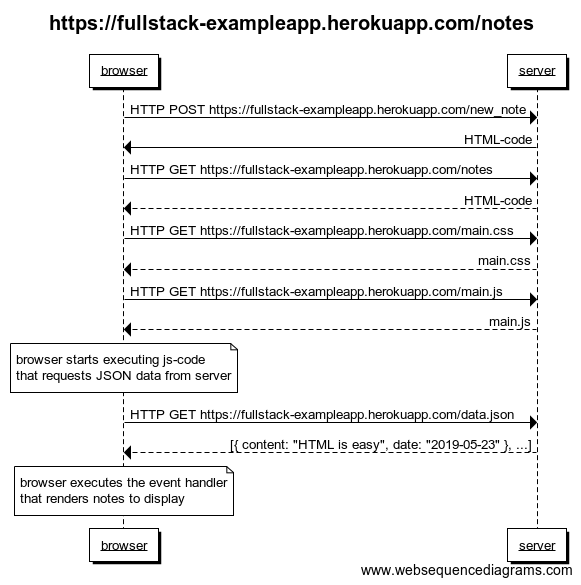 https://fullstack-exampleapp.herokuapp.com/notes
browser
server
HTTP POST https://fullstack-exampleapp.herokuapp.com/new_note
HTML-code
HTTP GET https://fullstack-exampleapp.herokuapp.com/notes
HTML-code
HTTP GET https://fullstack-exampleapp.herokuapp.com/main.css
main.css
HTTP GET https://fullstack-exampleapp.herokuapp.com/main.js
main.js
browser starts executing js-code
that requests JSON data from server
HTTP GET https://fullstack-exampleapp.herokuapp.com/data.json
[{ content: "HTML is easy", date: "2019-05-23" }, ...]
browser executes the event handler
that renders notes to display
browser
server
www.websequencediagrams.com